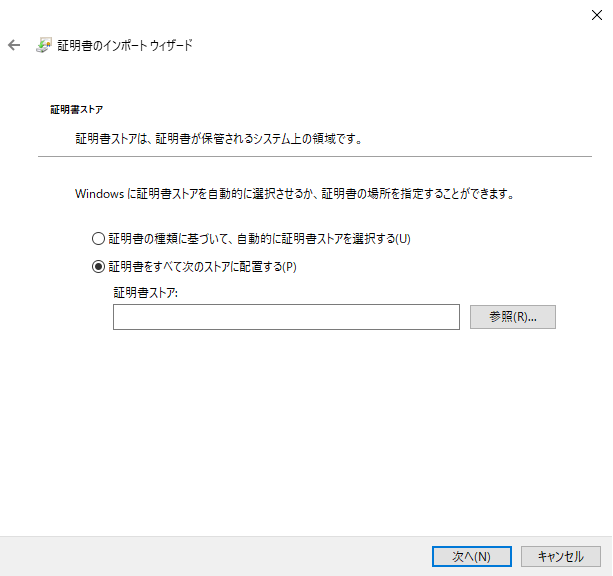 証明書のインポート ウィザード
証明書ストア
証明書ストアは、証明書が保管されるシステム上の領域です。
Windows に証明書ストアを自動的に選択させるか、証明書の場所を指定することができます。
証明書の種類に基づいて、自動的に証明書ストアを選択する(U)
証明書をすべて次のストアに配置する(P)
証明書ストア:
参照(R)...
次へ(N)
キャンセル